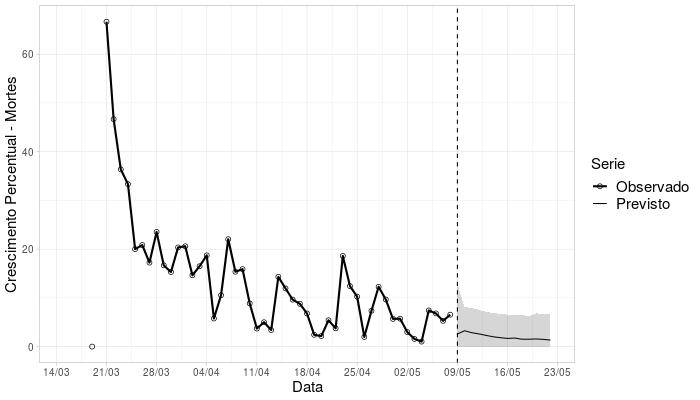 Crescimento Percentual - Mortes
60
40
20
0
14/03 21/03 28/03 04/04 11/04 18/04 25/04 02/05 09/05 16/05 23/05
Data
Serie
Observado
Previsto